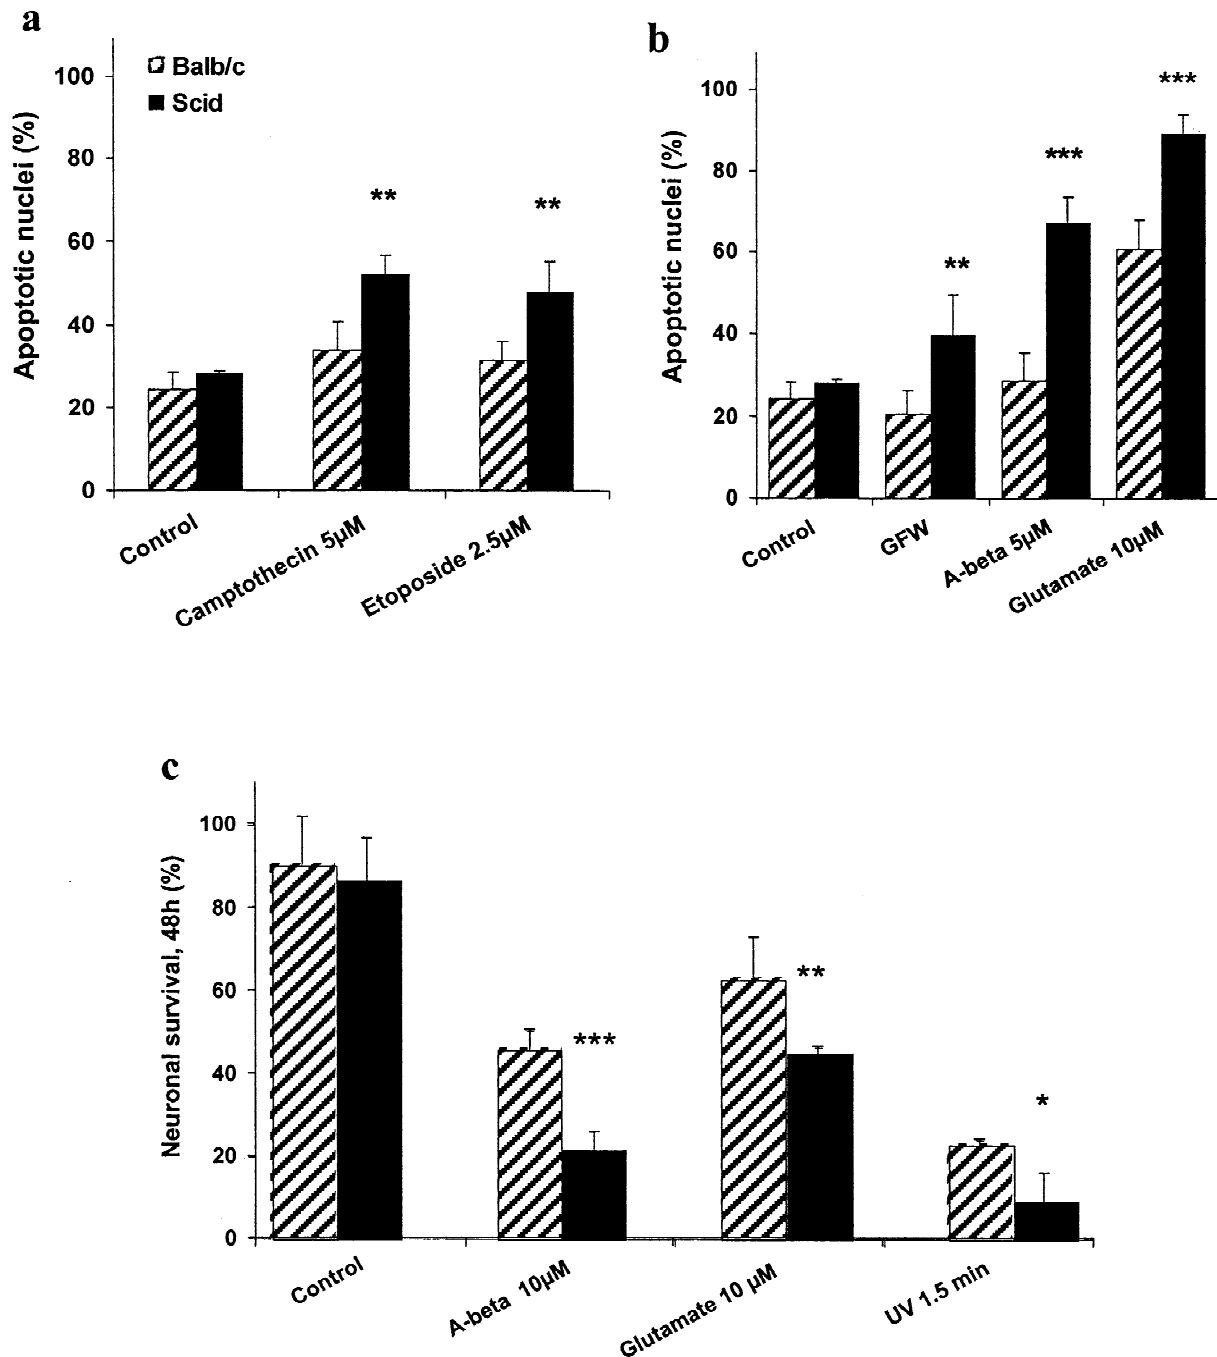 a
Apoptotic nuclei (%)
100
80
60
40
20
0
Balb/c
Scid
**
**
Control
Camptothecin 5µM
Etoposide 2.5µM
b
Apoptotic nuclei (%)
100
80
60
40
20
0
**
***
***
Control
GFW
A-beta 5µM
Glutamate 10µM
c
Neuronal survival, 48h (%)
100
80
60
40
20
0
***
**
*
Control
A-beta 10µM
Glutamate 10 µM
UV 1.5 min